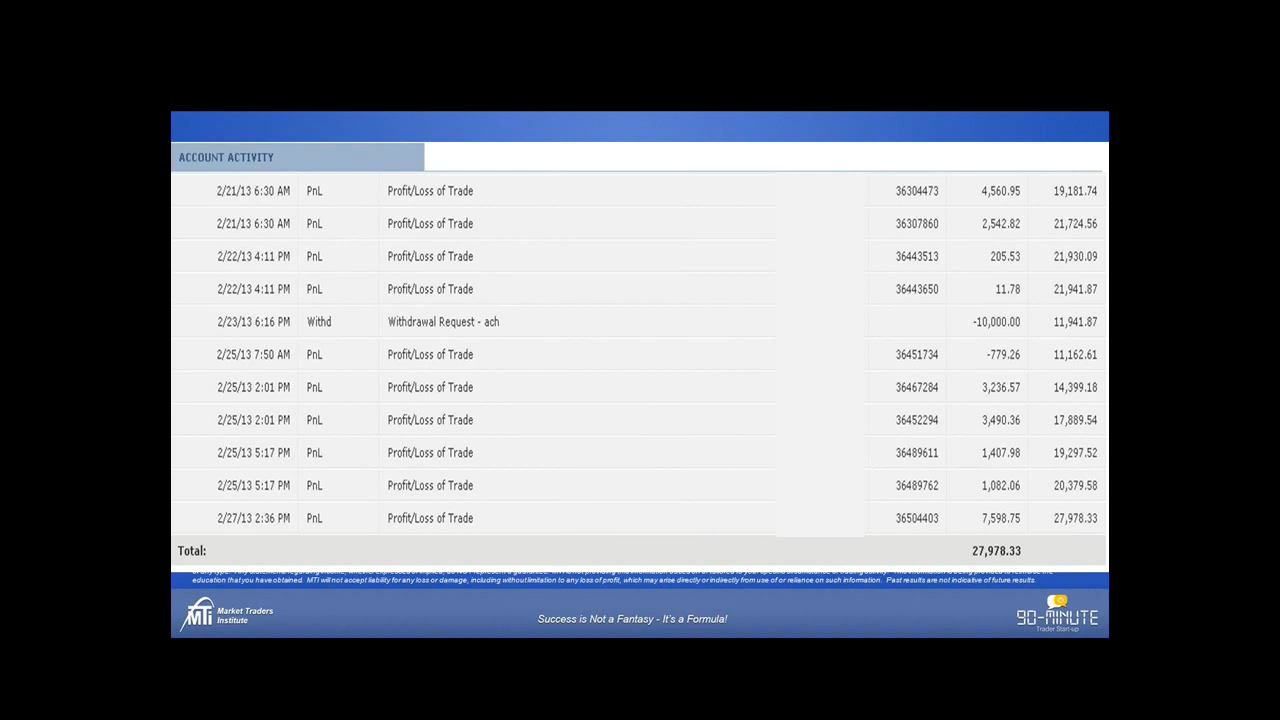 ACCOUNT ACTIVITY
2/21/13 6:30 AM PnL Profit/Loss of Trade 36304473 4,560.95 19,181.74
2/21/13 6:30 AM PnL Profit/Loss of Trade 36307860 2,542.82 21,724.56
2/22/13 4:11 PM PnL Profit/Loss of Trade 36443513 205.53 21,930.09
2/22/13 4:11 PM PnL Profit/Loss of Trade 36443650 11.78 21,941.87
2/23/13 6:16 PM Withd Withdrawal Request - ach -10,000.00 11,941.87
2/25/13 7:50 AM PnL Profit/Loss of Trade 36451734 -779.26 11,162.61
2/25/13 2:01 PM PnL Profit/Loss of Trade 36467284 3,236.57 14,399.18
2/25/13 2:01 PM PnL Profit/Loss of Trade 36452294 3,490.36 17,889.54
2/25/13 5:17 PM PnL Profit/Loss of Trade 36489611 1,407.98 19,297.52
2/25/13 5:17 PM PnL Profit/Loss of Trade 36489762 1,082.06 20,379.58
2/27/13 2:36 PM PnL Profit/Loss of Trade 36504403 7,598.75 27,978.33
Total: 27,978.33
education that you have obtained. MTI will not accept liability for any loss or damage, including without limitation to any loss of profit, which may arise directly or indirectly from use of or reliance on such information. Past results are not indicative of future results.
MTI Market Traders
Institute
Success is Not a Fantasy - It's a Formula!
90-MINUTE
Trader Start-up